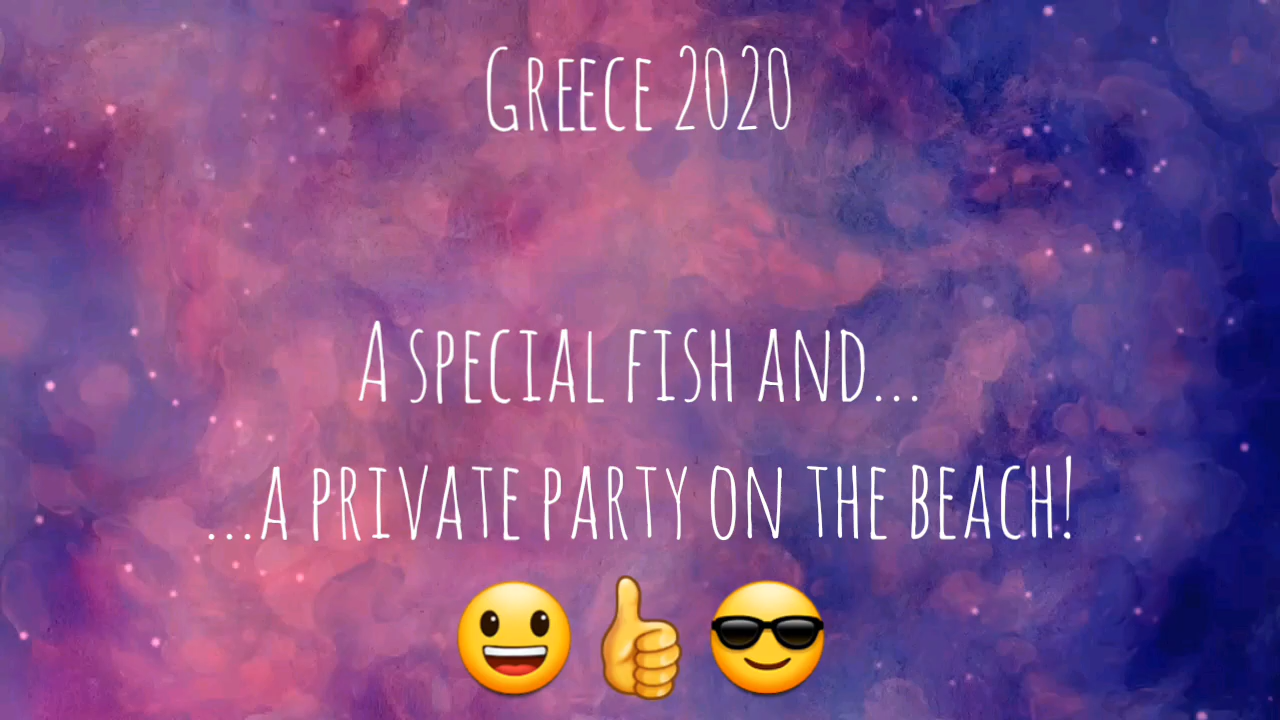 Greece 2020
A special fish and...
...a private party on the beach!